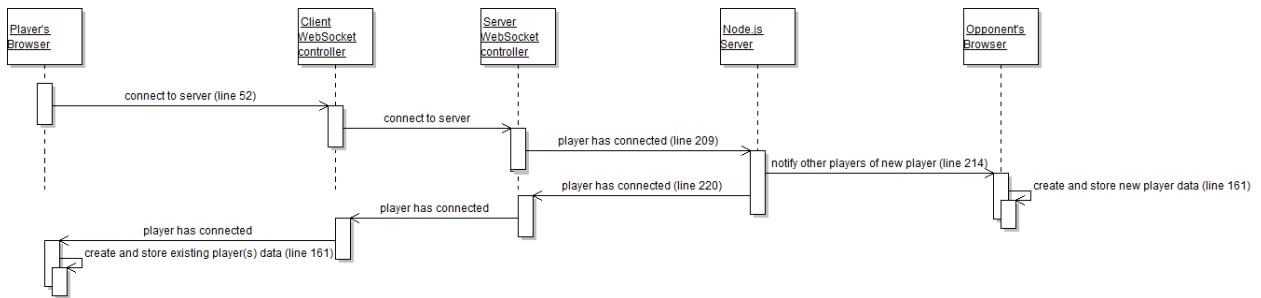 Player's
Browser
Client
WebSocket
controller
Server
WebSocket
controller
Node.js
Server
Opponent's
Browser
connect to server (line 52)
connect to server
player has connected (line 209)
notify other players of new player (line 214)
create and store new player data (line 161)
player has connected (line 220)
player has connected
player has connected
create and store existing player(s) data (line 161)